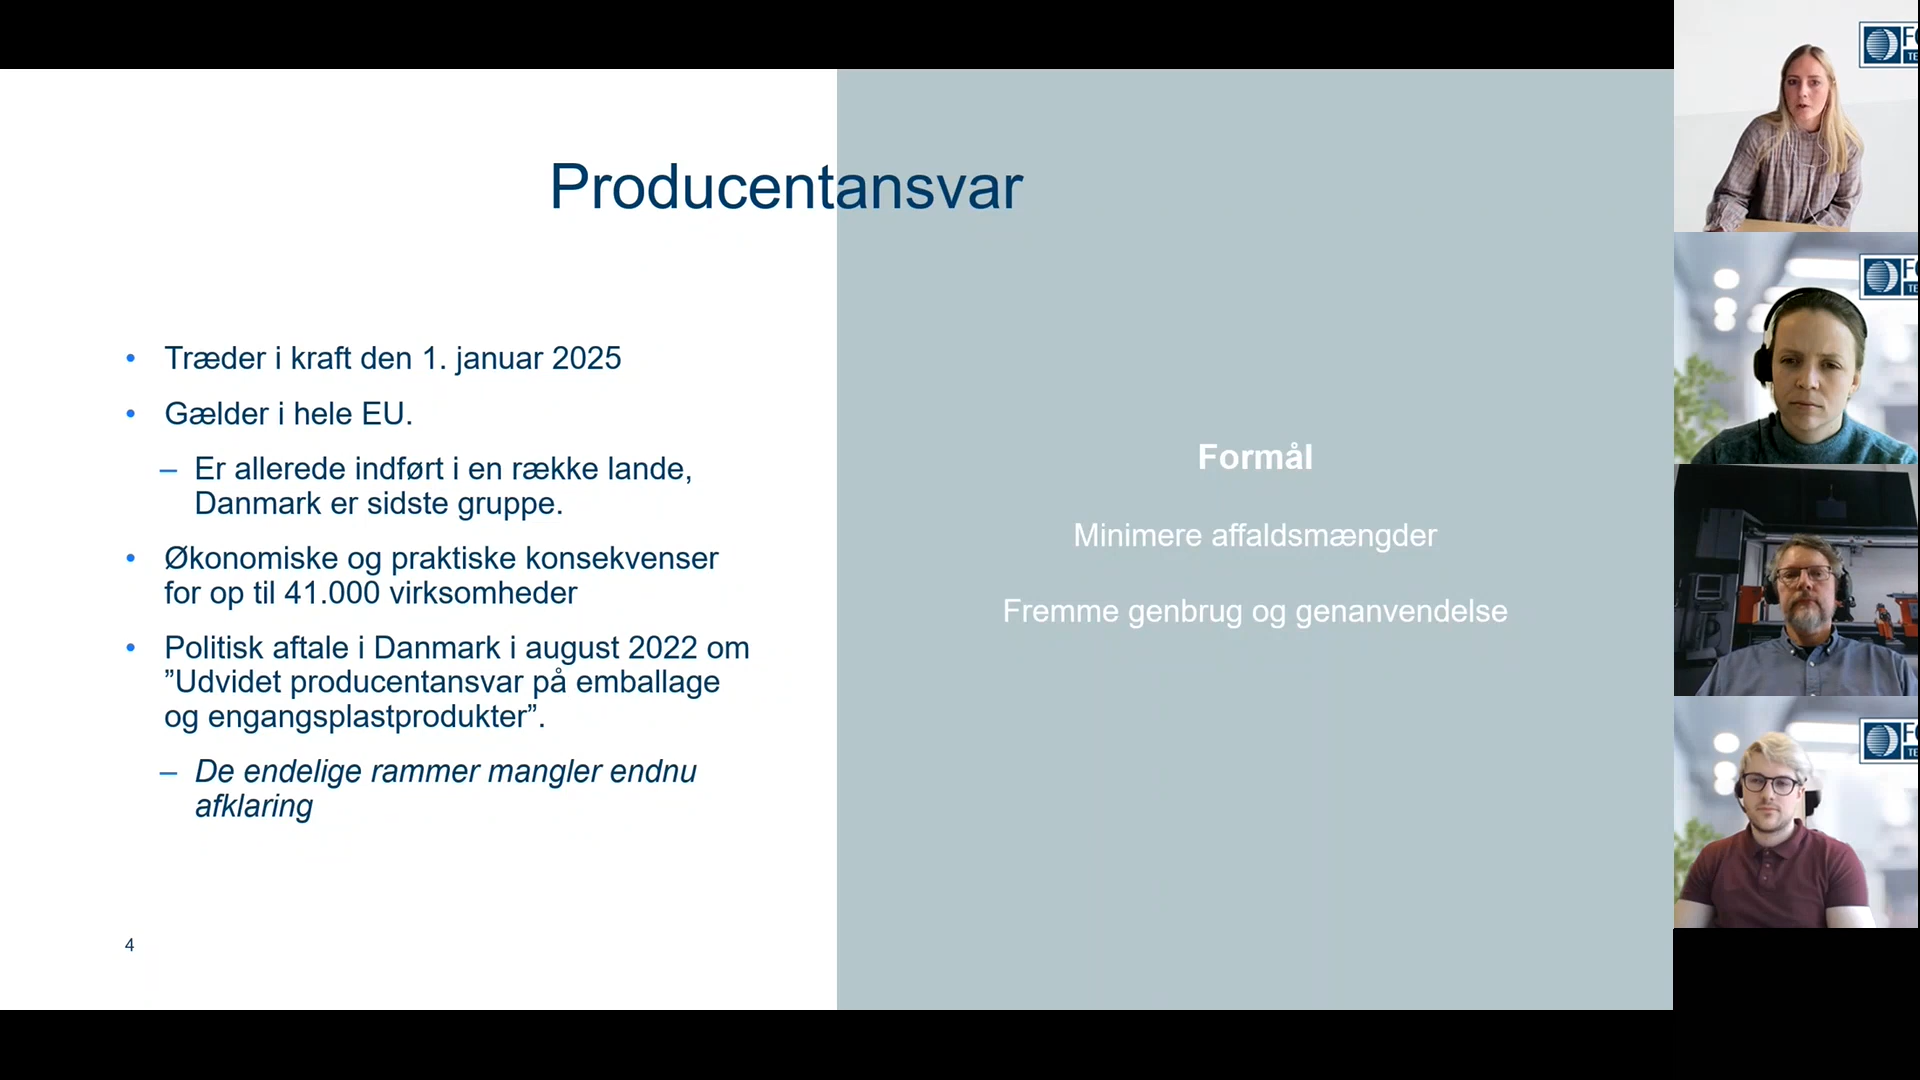 Producentansvar
• Træder i kraft den 1. januar 2025
• Gælder i hele EU.
– Er allerede indført i en række lande,
Danmark er sidste gruppe.
• Økonomiske og praktiske konsekvenser
for op til 41.000 virksomheder
• Politisk aftale i Danmark i august 2022 om
”Udvidet producentansvar på emballage
og engangsplastprodukter”.
– De endelige rammer mangler endnu
afklaring
4
Formål
Minimere affaldsmængder
Fremme genbrug og genanvendelse